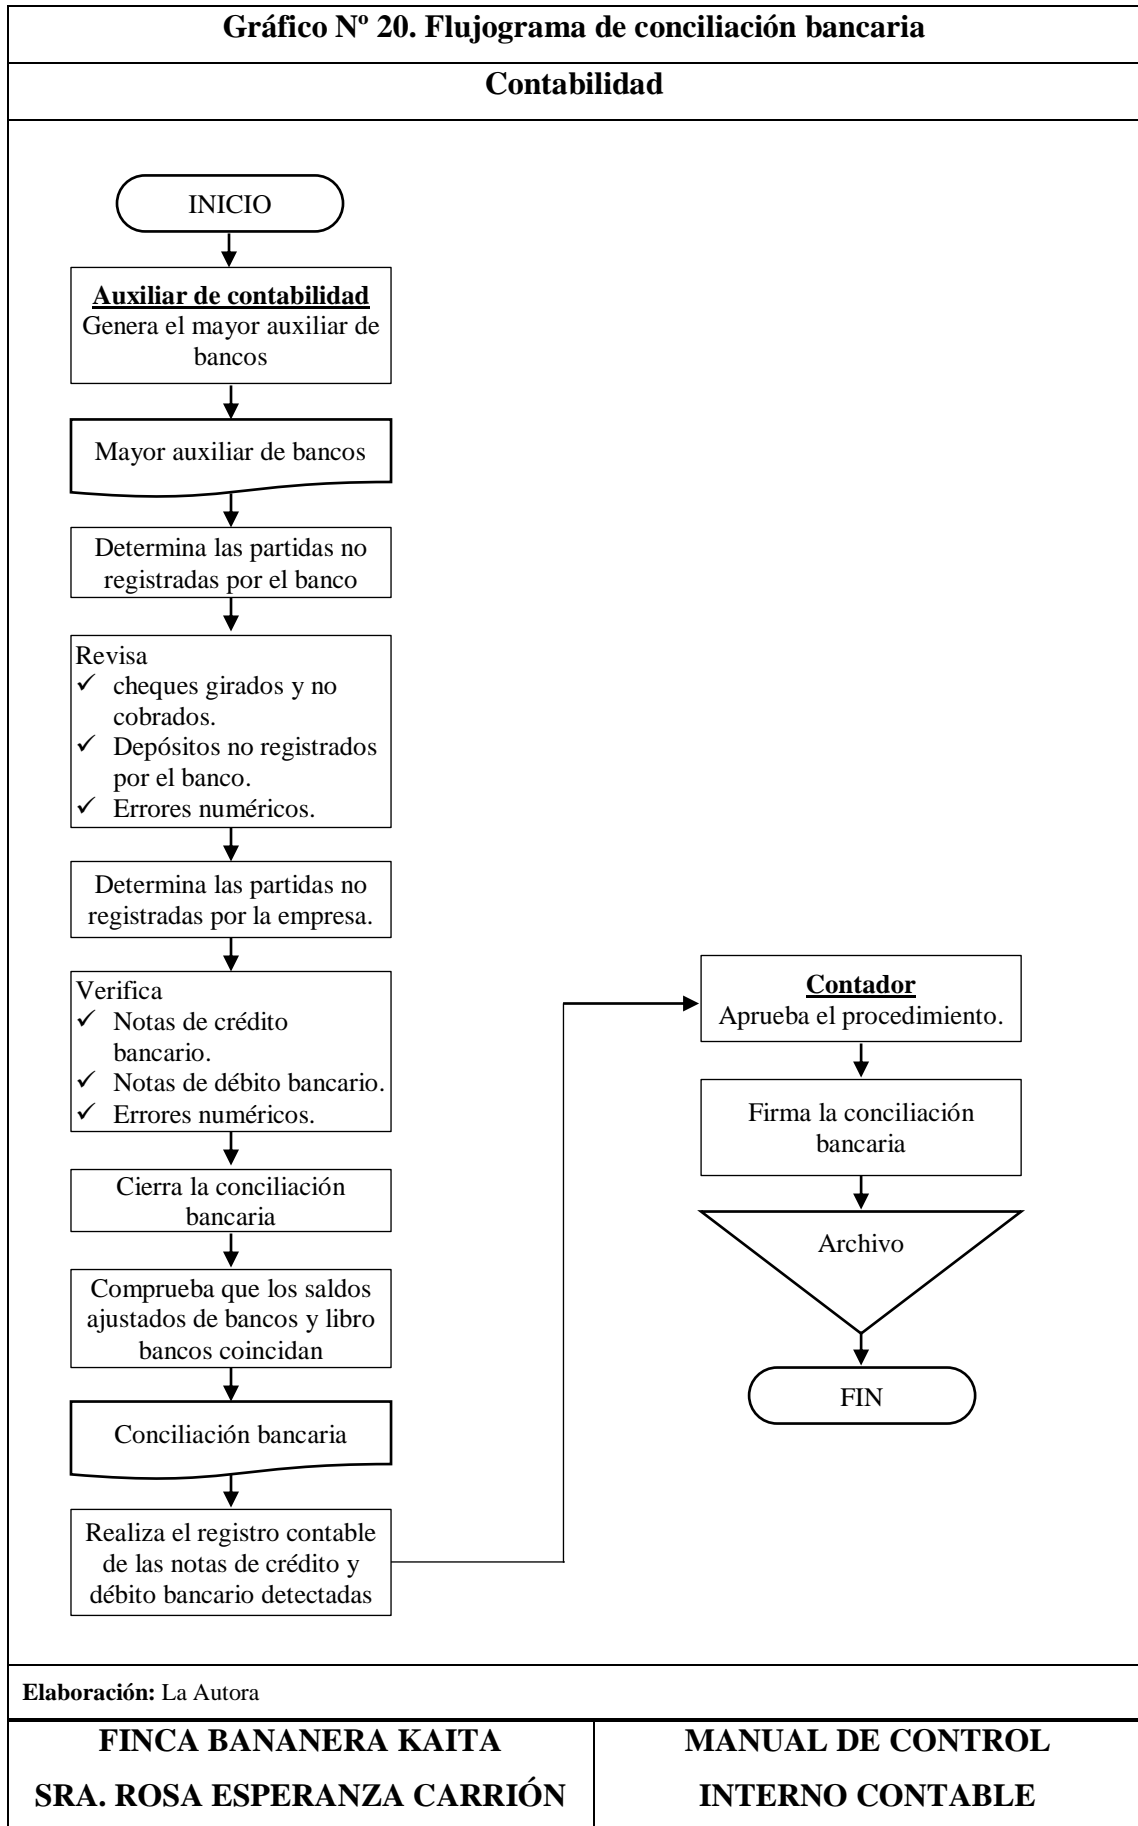 Gráfico Nº 20. Flujograma de conciliación bancaria
Contabilidad
INICIO
Auxiliar de contabilidad
Genera el mayor auxiliar de
bancos
Mayor auxiliar de bancos
Determina las partidas no
registradas por el banco
Revisa
✓ cheques girados y no
cobrados.
✓ Depósitos no registrados
por el banco.
✓ Errores numéricos.
Determina las partidas no
registradas por la empresa.
Verifica
✓ Notas de crédito
bancario.
✓ Notas de débito bancario.
✓ Errores numéricos.
Cierra la conciliación
bancaria
Comprueba que los saldos
ajustados de bancos y libro
bancos coincidan
Conciliación bancaria
Realiza el registro contable
de las notas de crédito y
débito bancario detectadas
Contador
Aprueba el procedimiento.
Firma la conciliación
bancaria
Archivo
FIN
Elaboración: La Autora
FINCA BANANERA KAITA
SRA. ROSA ESPERANZA CARRIÓN
MANUAL DE CONTROL
INTERNO CONTABLE